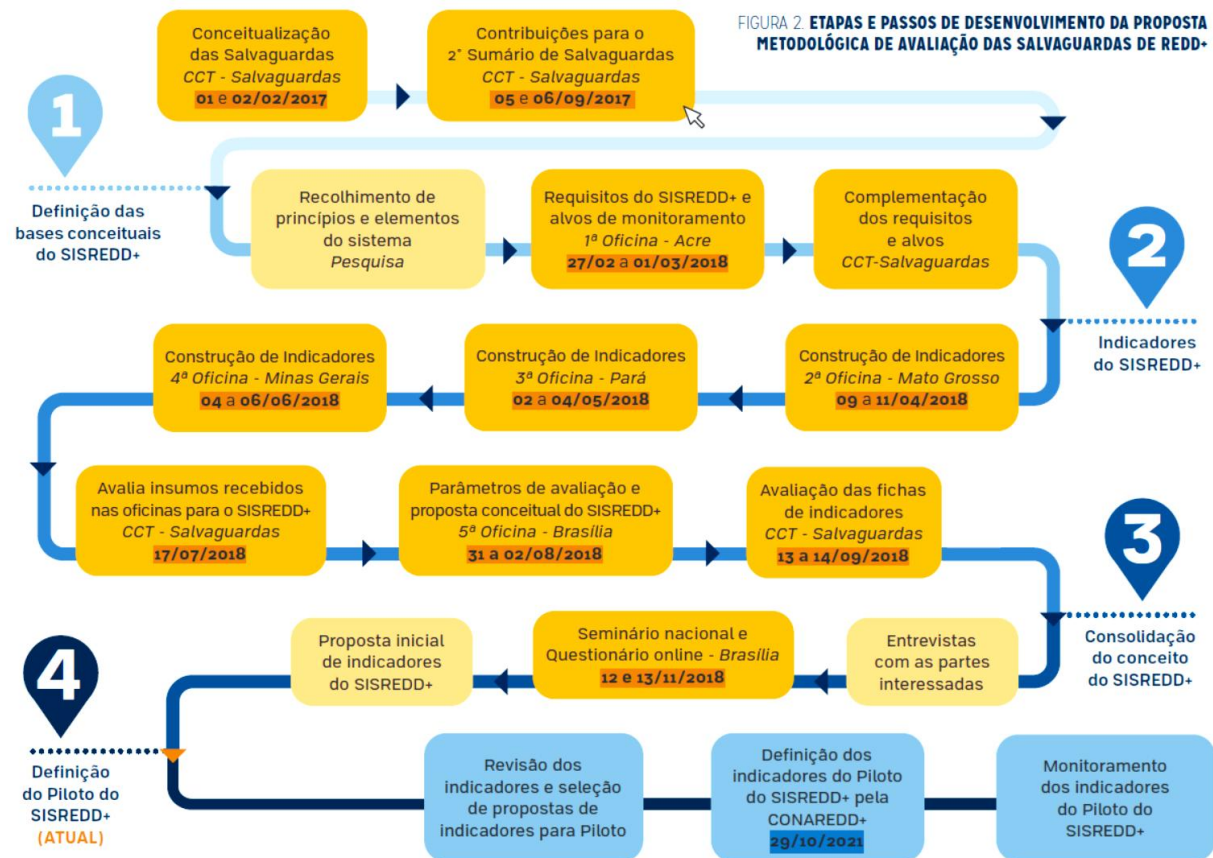 FIGURA 2. ETAPAS E PASSOS DE DESENVOLVIMENTO DA PROPOSTA
METODOLÓGICA DE AVALIAÇÃO DAS SALVAGUARDAS DE REDD+
Conceitualização
das Salvaguardas
CCT - Salvaguardas
01 e 02/02/2017
Contribuições para o
2° Sumário de Salvaguardas
CCT - Salvaguardas
05 e 06/09/2017
1
Definição das
bases conceituais
do SISREDD+
Recolhimento de
princípios e elementos
do sistema
Pesquisa
Requisitos do SISREDD+ e
alvos de monitoramento
1ª Oficina - Acre
27/02 a 01/03/2018
Complementação
dos requisitos
e alvos
CCT-Salvaguardas
2
Indicadores
do SISREDD+
Construção de Indicadores
2ª Oficina - Mato Grosso
09 a 11/04/2018
Construção de Indicadores
3ª Oficina - Pará
02 a 04/05/2018
Construção de Indicadores
4ª Oficina - Minas Gerais
04 a 06/06/2018
Avalia insumos recebidos
nas oficinas para o SISREDD+
CCT - Salvaguardas
17/07/2018
Parâmetros de avaliação e
proposta conceitual do SISREDD+
5ª Oficina - Brasília
31 a 02/08/2018
Avaliação das fichas
de indicadores
CCT - Salvaguardas
13 a 14/09/2018
3
Consolidação
do conceito
do SISREDD+
Entrevistas
com as partes
interessadas
Seminário nacional e
Questionário online - Brasília
12 e 13/11/2018
Proposta inicial
de indicadores
do SISREDD+
4
Definição
do Piloto do
SISREDD+
(ATUAL)
Revisão dos
indicadores e seleção
de propostas de
indicadores para Piloto
Definição dos
indicadores do Piloto
do SISREDD+ pela
CONAREDD+
29/10/2021
Monitoramento
dos indicadores
do Piloto do
SISREDD+